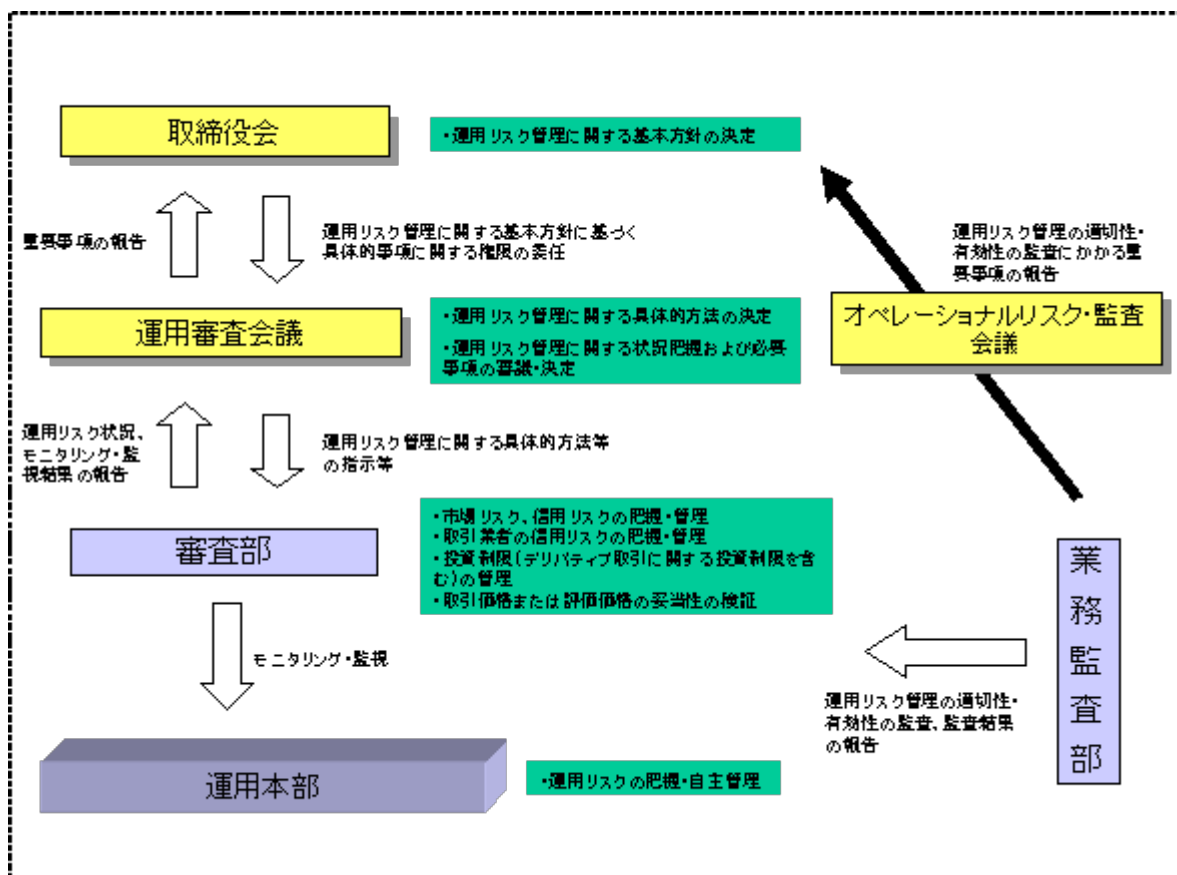 取締役会
・運用リスク管理に関する基本方針の決定
重要事項の報告
運用リスク管理に関する基本方針に基づく
具体的事項に関する権限の委任
運用リスク管理の適切性・
有効性の監査にかかる重
要事項の報告
運用審査会議
・運用リスク管理に関する具体的方法の決定
・運用リスク管理に関する状況把握および必要
事項の審議・決定
オペレーショナルリスク・監査
会議
運用リスク状況、
モニタリング・監
視結果の報告
運用リスク管理に関する具体的方法等
の指示等
審査部
・市場リスク、信用リスクの把握・管理
・取引業者の信用リスクの把握・管理
・投資制限(デリバティブ取引に関する投資制限を含
む)の管理
・取引価格または評価価格の妥当性の検証
業務監査部
モニタリング・監視
運用リスク管理の適切性・
有効性の監査、監査結果
の報告
運用本部
・運用リスクの把握・自主管理